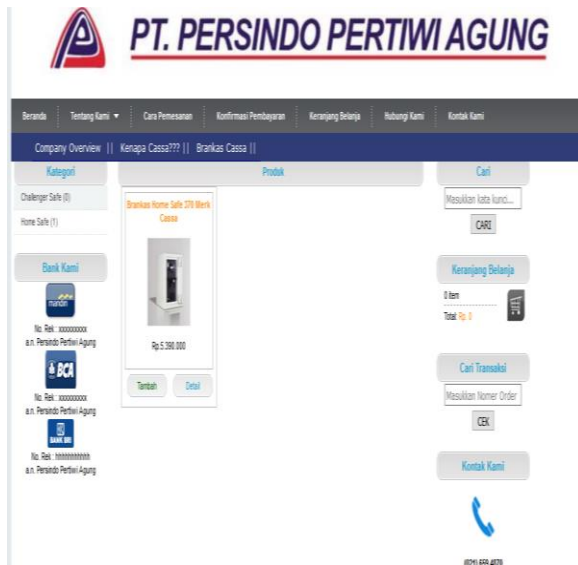 PT. PERSINDO PERTIWI AGUNG
Beranda Tentang Kami Cara Pemesanan Konfirmasi Pembayaran Keranjang Belanja Hubungi Kami Kontak Kami
Company Overview || Kenapa Cassa??? || Brankas Cassa ||
Kategori
Challenger Safe (0)
Home Safe (1)
Bank Kami
mandiri
No. Rek : xxxxxxxxx
a.n. Persindo Pertiwi Agung
BCA
No. Rek : xxxxxxxxx
a.n. Persindo Pertiwi Agung
BANK BRI
No. Rek : hhhhhhhhhhh
a.n. Persindo Pertiwi Agung
Produk
Brankas Home Safe 378 Merk
Cassa
Rp.5.390.000
Tambah Detail
Cari
Masukkan kata kunci...
CARI
Keranjang Belanja
0 item
Total: Rp. 0
Cari Transaksi
Masukkan Nomer Order
CEK
Kontak Kami